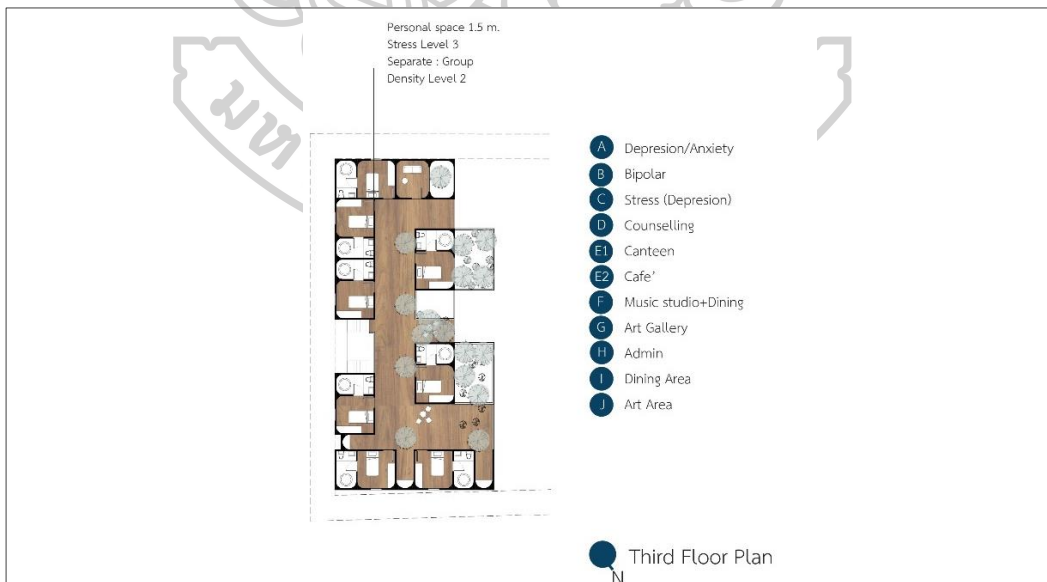 Personal space 1.5 m.
Stress Level 3
Separate : Group
Density Level 2
A Depresion/Anxiety
B Bipolar
C Stress (Depresion)
D Counselling
E1 Canteen
E2 Cafe'
F Music studio+Dining
G Art Gallery
H Admin
I Dining Area
J Art Area
Third Floor Plan
N